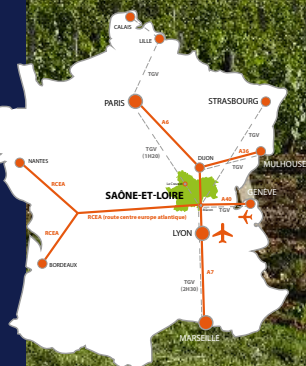 CALAIS
LILLE
TGV
PARIS
STRASBOURG
A6
TGV
TGV
(1H20)
DIJON
A36
TGV
MULHOUSE
NANTES
RCEA
SAÔNE-ET-LOIRE
GENÈVE
A40
TGV
RCEA (route centre europe atlantique)
RCEA
LYON
BORDEAUX
A7
TGV
(2H30)
MARSEILLE